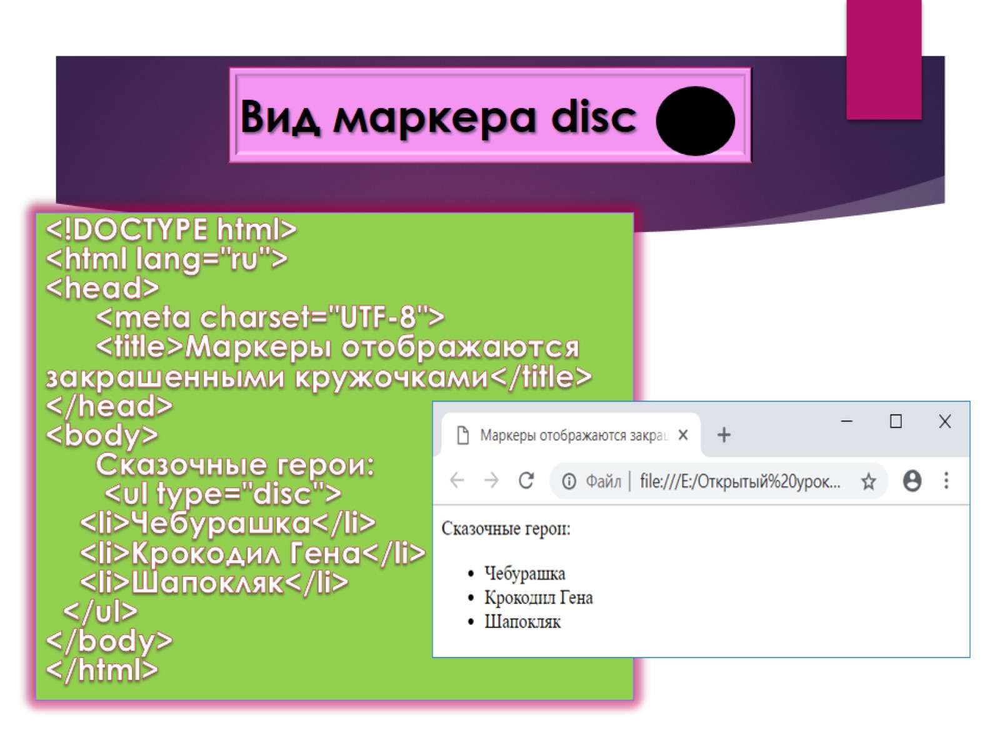 Вид маркера disc
<!DOCTYPE html>
<html lang="ru">
<head>
<meta charset="UTF-8">
<title>Маркеры отображаются
закрашенными кружочками</title>
</head>
<body>
Сказочные герои:
<ul type="disc">
<li>Чебурашка</li>
<li>Крокодил Гена</li>
<li>Шапокляк</li>
</ul>
</body>
</html>
Маркеры отображаются закра
Файл | file:///E:/Открытый%20урок...
Сказочные герои:
• Чебурашка
• Крокодил Гена
• Шапокляк